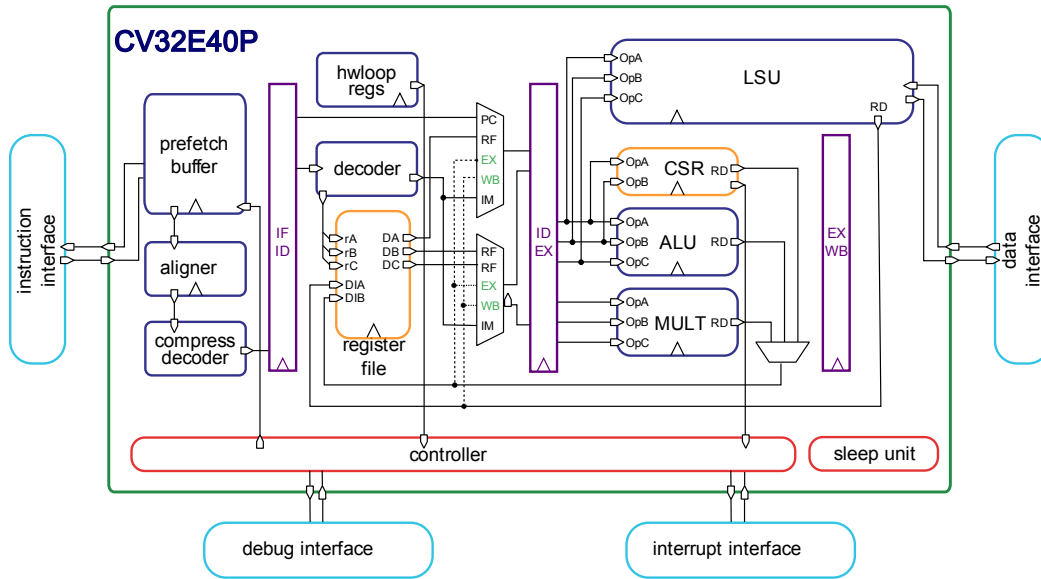 CV32E40P
instruction
interface
prefetch
buffer
aligner
compress
decoder
IF
ID
hwloop
regs
decoder
rA
rB
rC
DIA
DIB
DA
DB
DC
register
file
PC
RF
EX
WB
IM
RF
RF
EX
WB
IM
ID
EX
OpA
OpB
OpC
LSU
RD
OpA
OpB
CSR
RD
OpA
OpB
OpC
ALU
RD
OpA
OpB
OpC
MULT
RD
EX
WB
data
interface
controller
sleep unit
debug interface
interrupt interface